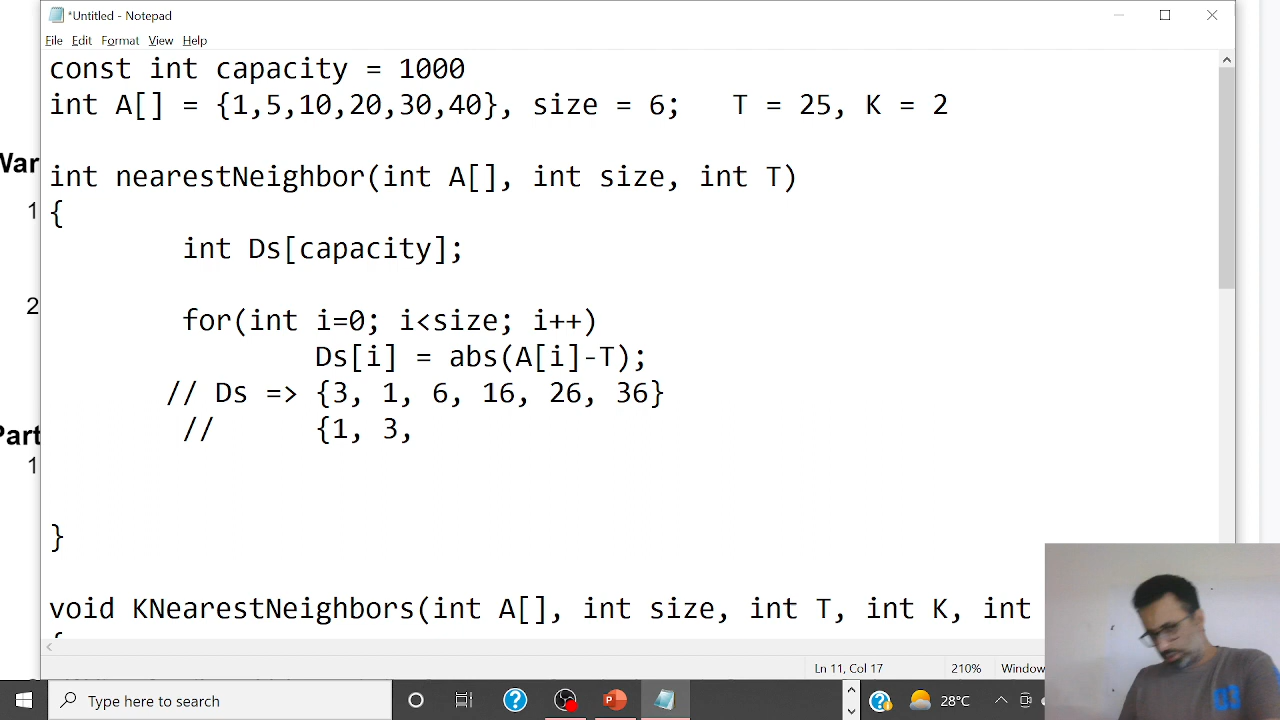 *Untitled - Notepad
File Edit Format View Help
const int capacity = 1000
int A[] = {1,5,10,20,30,40}, size = 6; T = 25, K = 2
War
int nearestNeighbor(int A[], int size, int T)
1 {
int Ds[capacity];
2
for(int i=0; i<size; i++)
Ds[i] = abs(A[i]-T);
// Ds => {3, 1, 6, 16, 26, 36}
// {1, 3,
Part
1
}
void KNearestNeighbors(int A[], int size, int T, int K, int
{
Ln 11, Col 17 210% Window
Type here to search 28°C